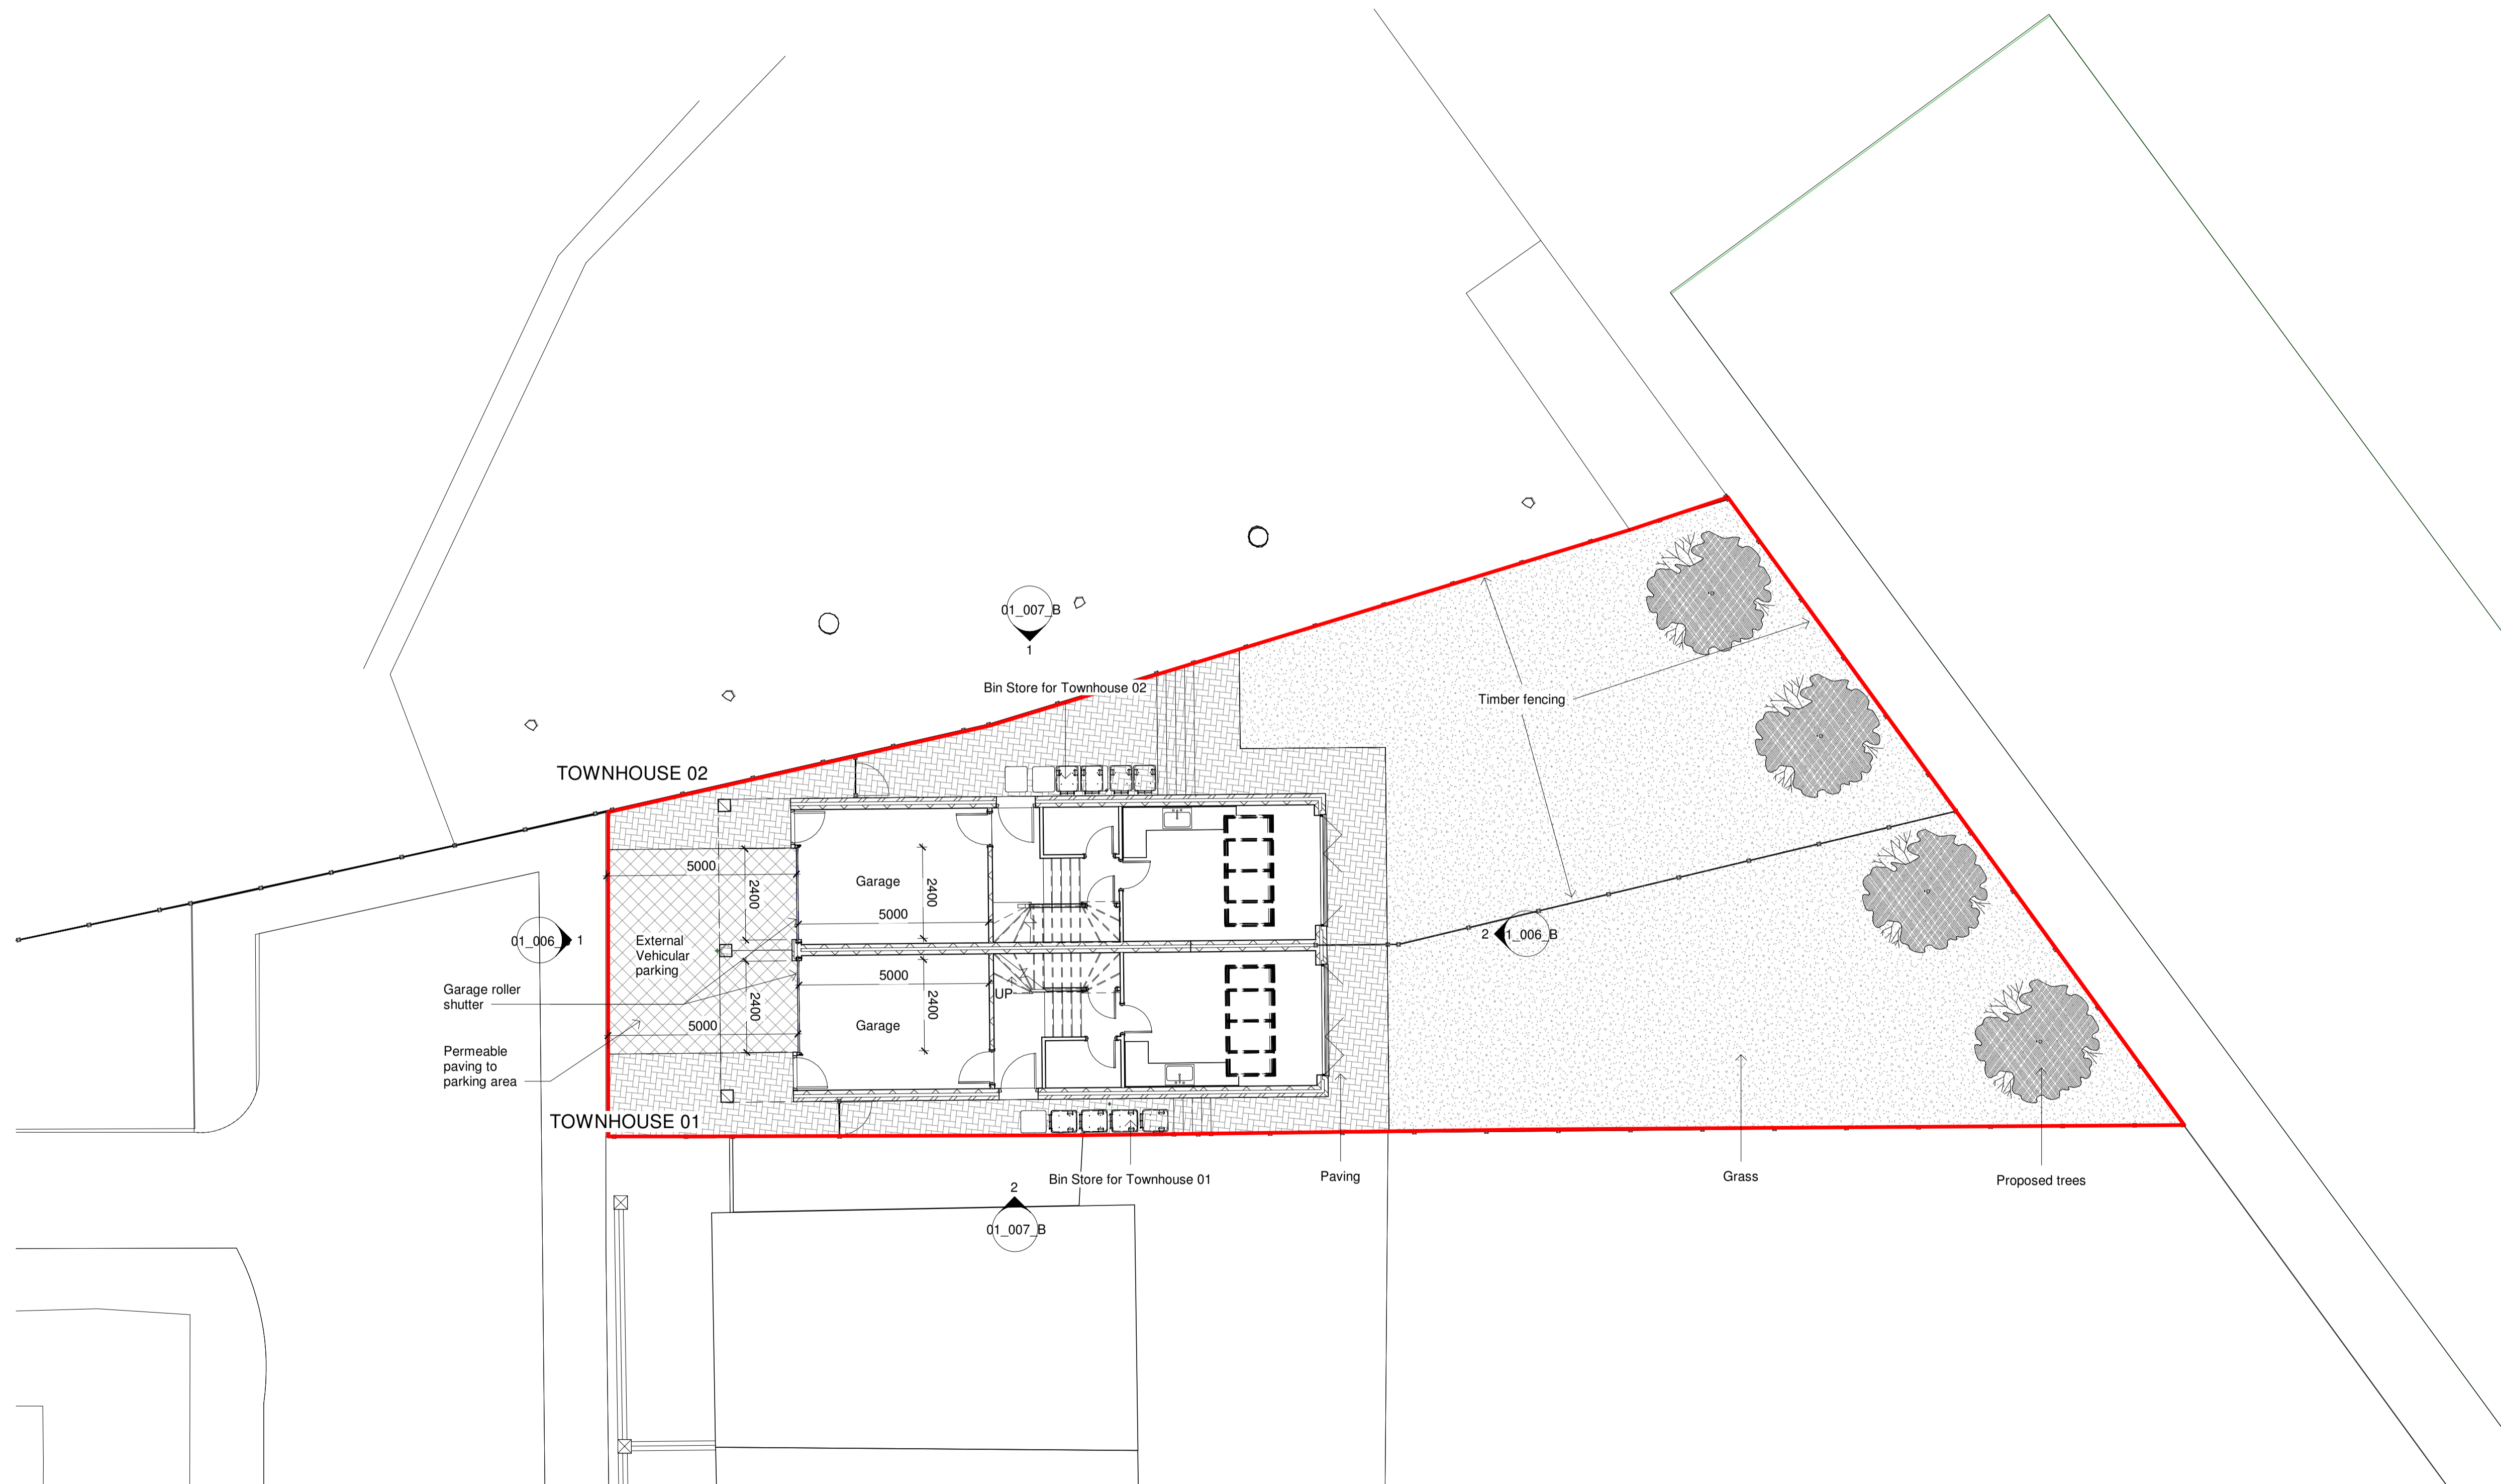 01_007_B
1
Bin Store for Townhouse 02
Timber fencing
TOWNHOUSE 02
5000
2400
Garage
2400
5000
01_006_
1
External
Vehicular
parking
2
1_006_B
5000
2400
2400
UP
Garage
5000
Garage roller
shutter
Permeable
paving to
parking area
TOWNHOUSE 01
Bin Store for Townhouse 01
Paving
Grass
Proposed trees
2
01_007_B